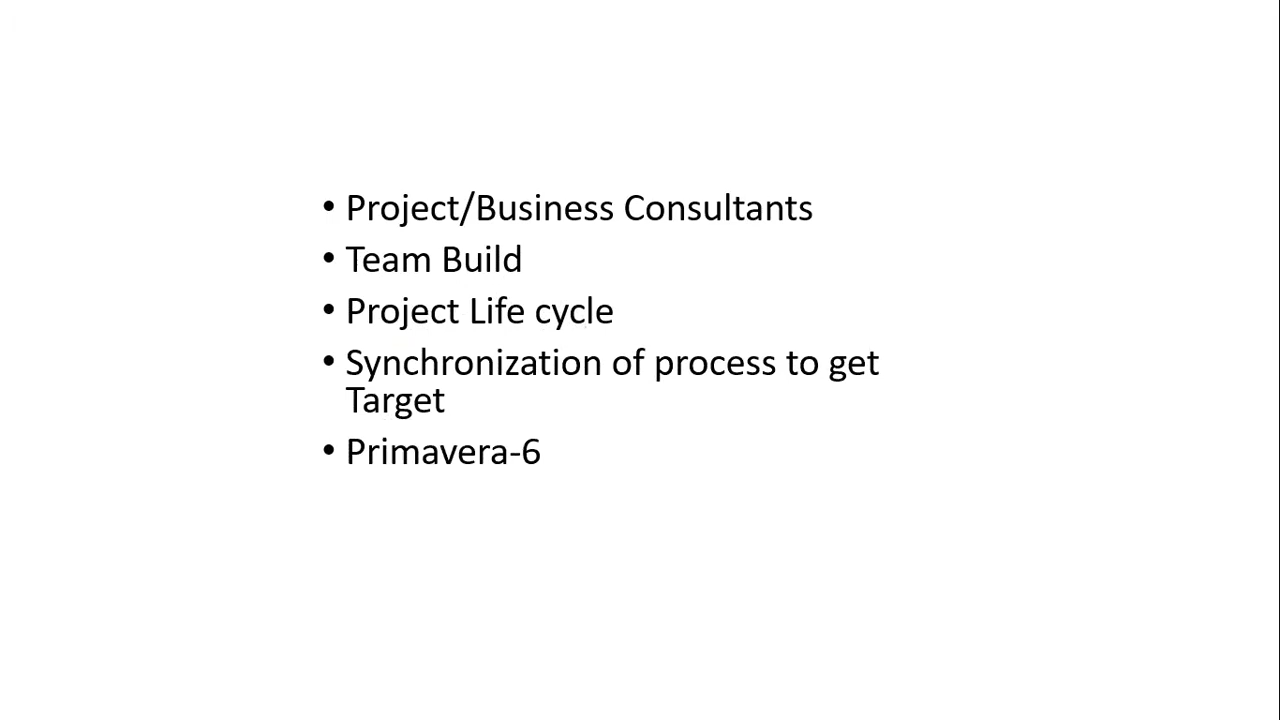 • Project/Business Consultants
• Team Build
• Project Life cycle
• Synchronization of process to get
Target
• Primavera-6